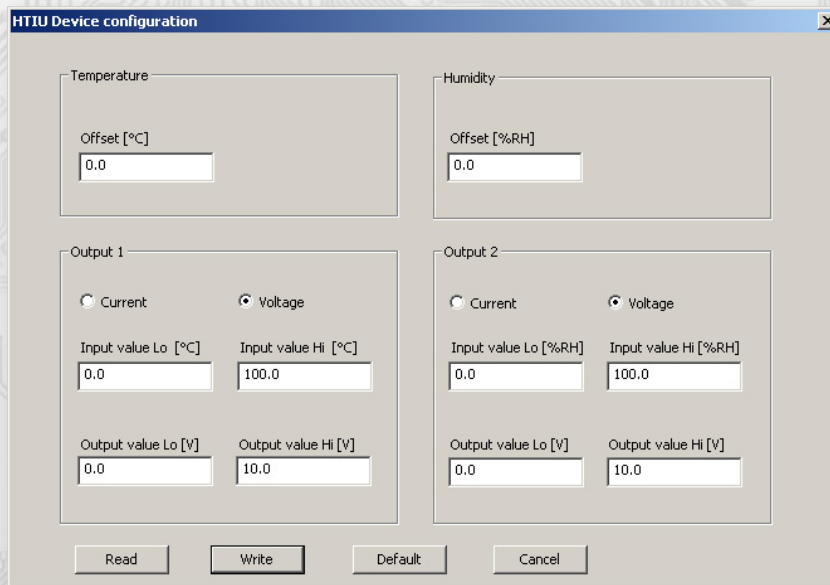 HTIU Device configuration
Temperature
Offset [°C]
0.0
Humidity
Offset [%RH]
0.0
Output 1
Current Voltage
Input value Lo [°C] Input value Hi [°C]
0.0 100.0
Output value Lo [V] Output value Hi [V]
0.0 10.0
Output 2
Current Voltage
Input value Lo [%RH] Input value Hi [%RH]
0.0 100.0
Output value Lo [V] Output value Hi [V]
0.0 10.0
Read Write Default Cancel